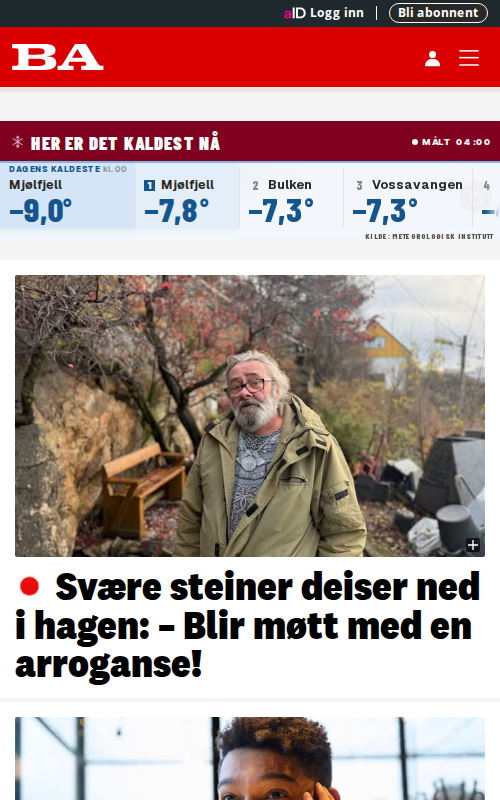 aID Logg inn
Bli abonnent
BA
HER ER DET KALDEST NÅ
MÅLT 04:00
DAGENS KALDESTE Kl. 00
Mjølfjell
−9,0°
1 Mjølfjell
−7,8°
2 Bulken
−7,3°
3 Vossavangen
−7,3°
4
KILDE: METEOROLOGISK INSTITUTT
Svære steiner deiser ned
i hagen: – Blir møtt med en
arroganse!